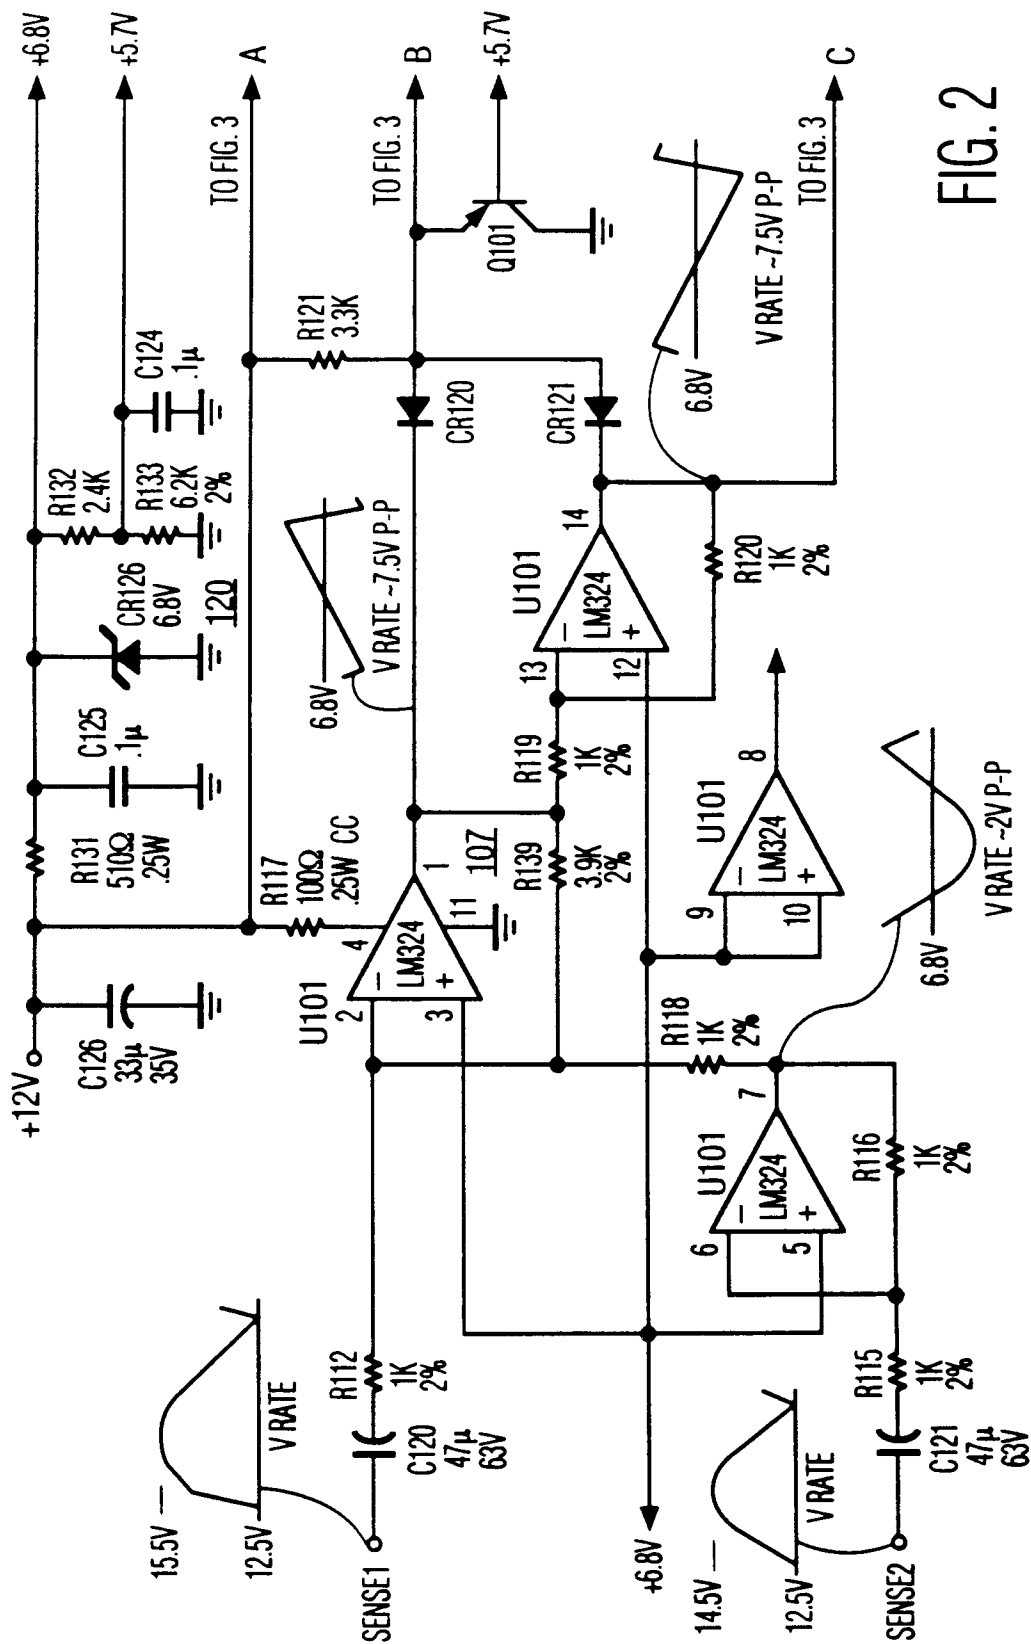 +12V
C126
33µ
35V
R131
510Ω
.25W
C125
.1µ
CR126
6.8V
120
R132
2.4K
R133
6.2K
2%
C124
.1µ
+6.8V
+5.7V
TO FIG. 3
A
R117
100Ω
.25W CC
R121
3.3K
15.5V
12.5V
V RATE
SENSE1
C120
47µ
63V
R112
1K
2%
U101
2
3
−
+
LM324
4
11
1
107
6.8V
V RATE ~7.5V P-P
CR120
TO FIG. 3
B
Q101
+5.7V
R139
3.9K
2%
R119
1K
2%
U101
13
12
−
+
LM324
14
CR121
R120
1K
2%
6.8V
V RATE ~7.5V P-P
TO FIG. 3
C
+6.8V
R118
1K
2%
U101
9
10
−
+
LM324
8
14.5V
12.5V
V RATE
SENSE2
C121
47µ
63V
R115
1K
2%
U101
6
5
−
+
LM324
7
R116
1K
2%
6.8V
V RATE ~2V P-P
FIG. 2